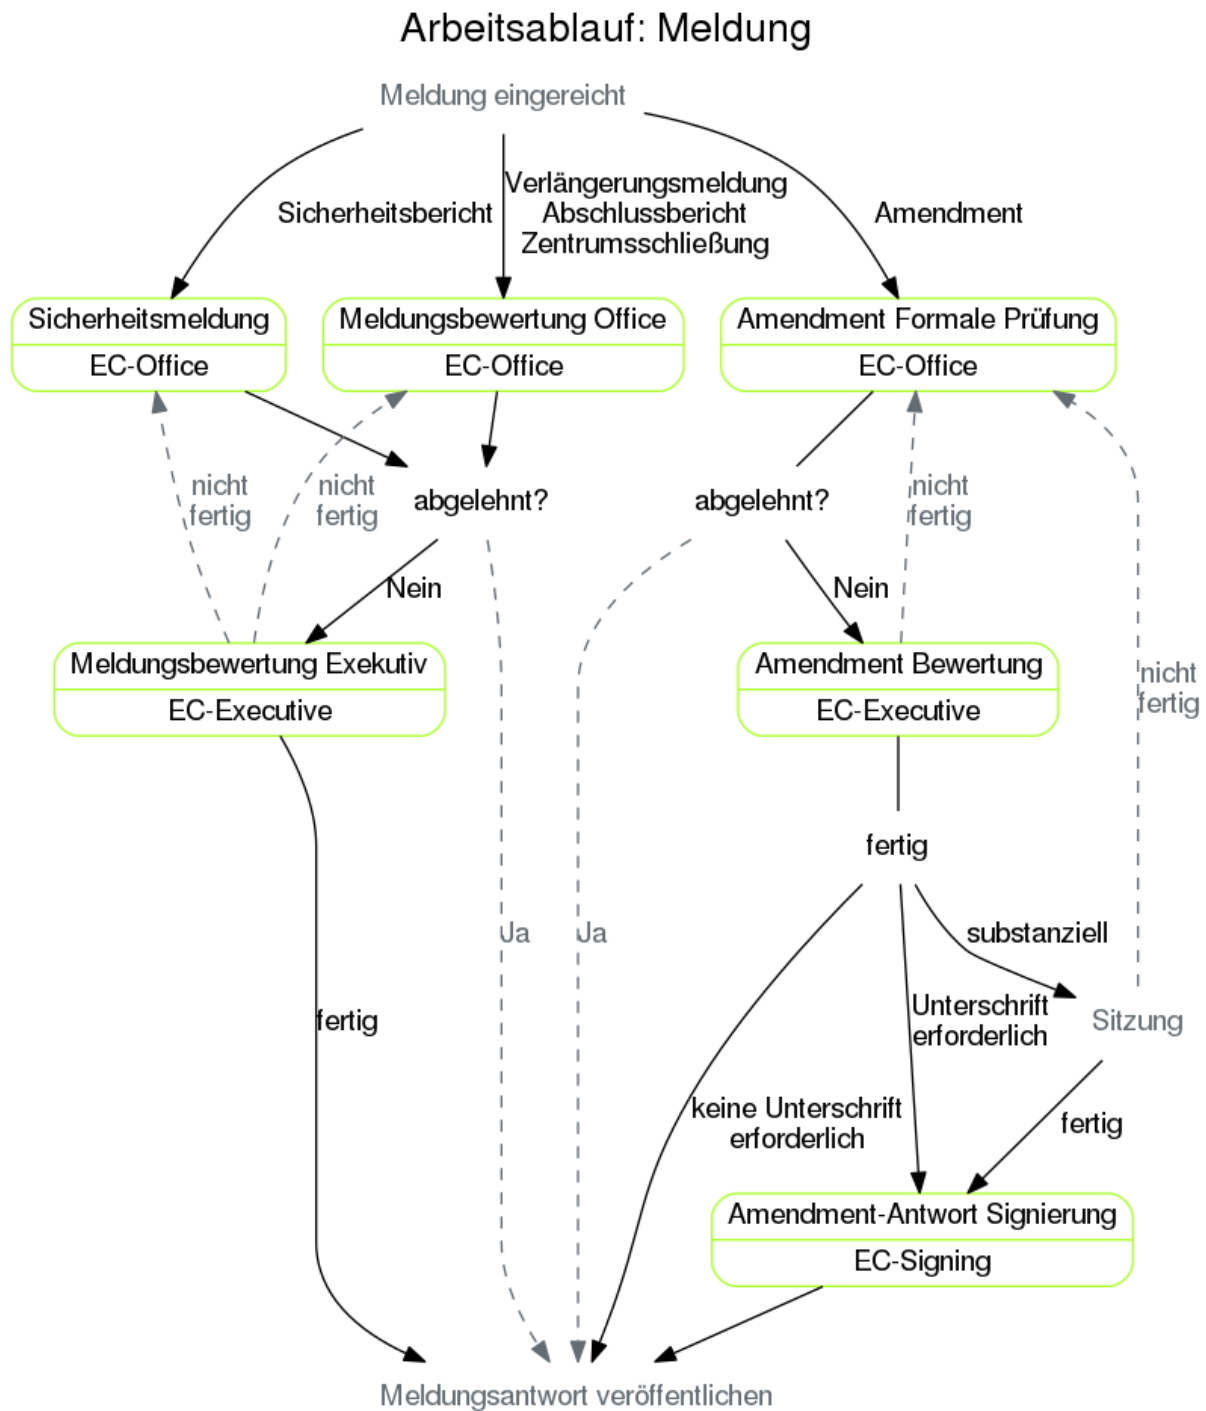 Arbeitsablauf: Meldung
Meldung eingereicht
Sicherheitsbericht
Verlängerungsmeldung
Abschlussbericht
Zentrumsschließung
Amendment
Sicherheitsmeldung
EC-Office
Meldungsbewertung Office
EC-Office
Amendment Formale Prüfung
EC-Office
nicht
fertig
nicht
fertig
abgelehnt?
abgelehnt?
nicht
fertig
Nein
Nein
Meldungsbewertung Exekutiv
EC-Executive
Amendment Bewertung
EC-Executive
nicht
fertig
fertig
Ja
Ja
substanziell
fertig
Unterschrift
erforderlich
Sitzung
keine Unterschrift
erforderlich
fertig
Amendment-Antwort Signierung
EC-Signing
Meldungsantwort veröffentlichen